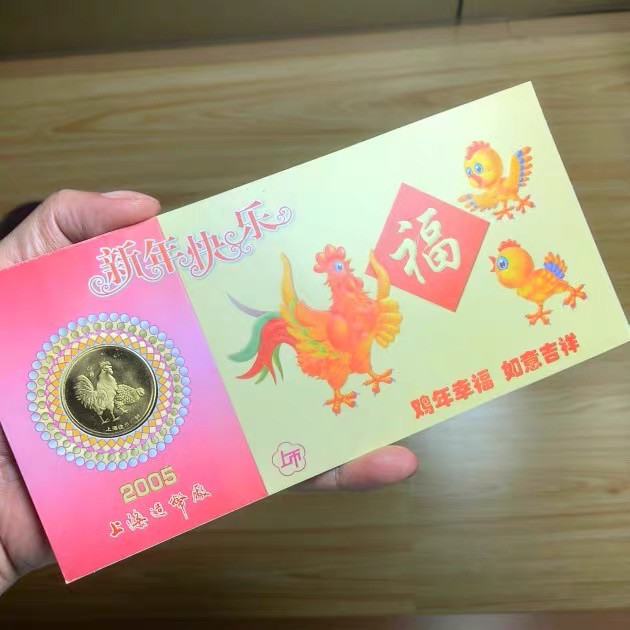 新年快乐
福
鸡年幸福 如意吉祥
上币
2005
上海造币厂